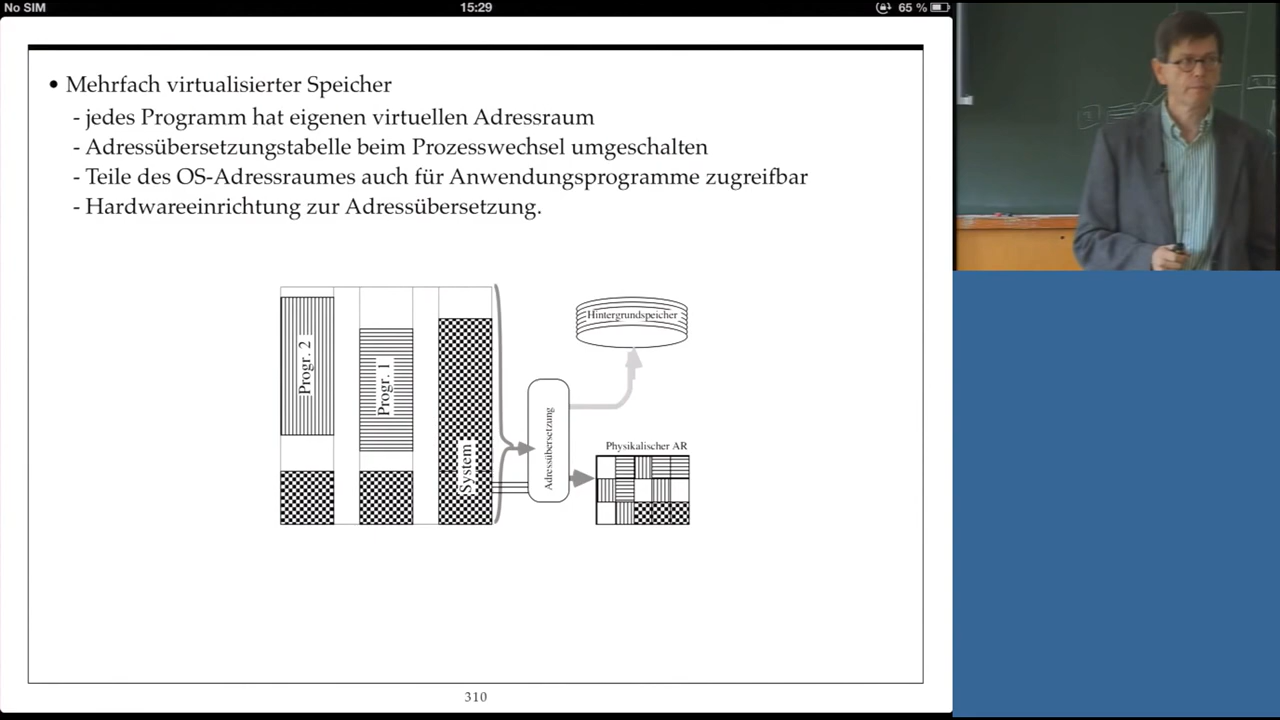 No SIM 15:29 65 %
• Mehrfach virtualisierter Speicher
- jedes Programm hat eigenen virtuellen Adressraum
- Adressübersetzungstabelle beim Prozesswechsel umgeschalten
- Teile des OS-Adressraumes auch für Anwendungsprogramme zugreifbar
- Hardwareeinrichtung zur Adressübersetzung.
Progr. 2
Progr. 1
System
Adressübersetzung
Hintergrundspeicher
Physikalischer AR
310